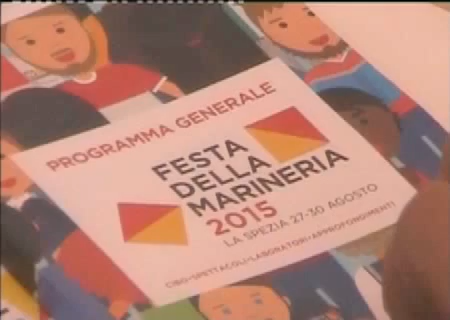 PROGRAMMA GENERALE
FESTA
DELLA
MARINERIA
2015
LA SPEZIA 27-30 AGOSTO
CIBO•SPETTACOLI•LABORATORI•APPROFONDIMENTI